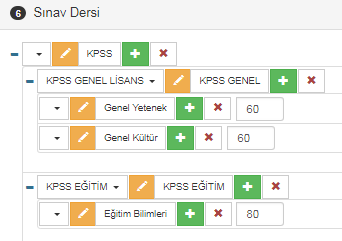 6 Sınav Dersi
KPSS
KPSS GENEL LİSANS KPSS GENEL
Genel Yetenek 60
Genel Kültür 60
KPSS EĞİTİM KPSS EĞİTİM
Eğitim Bilimleri 80